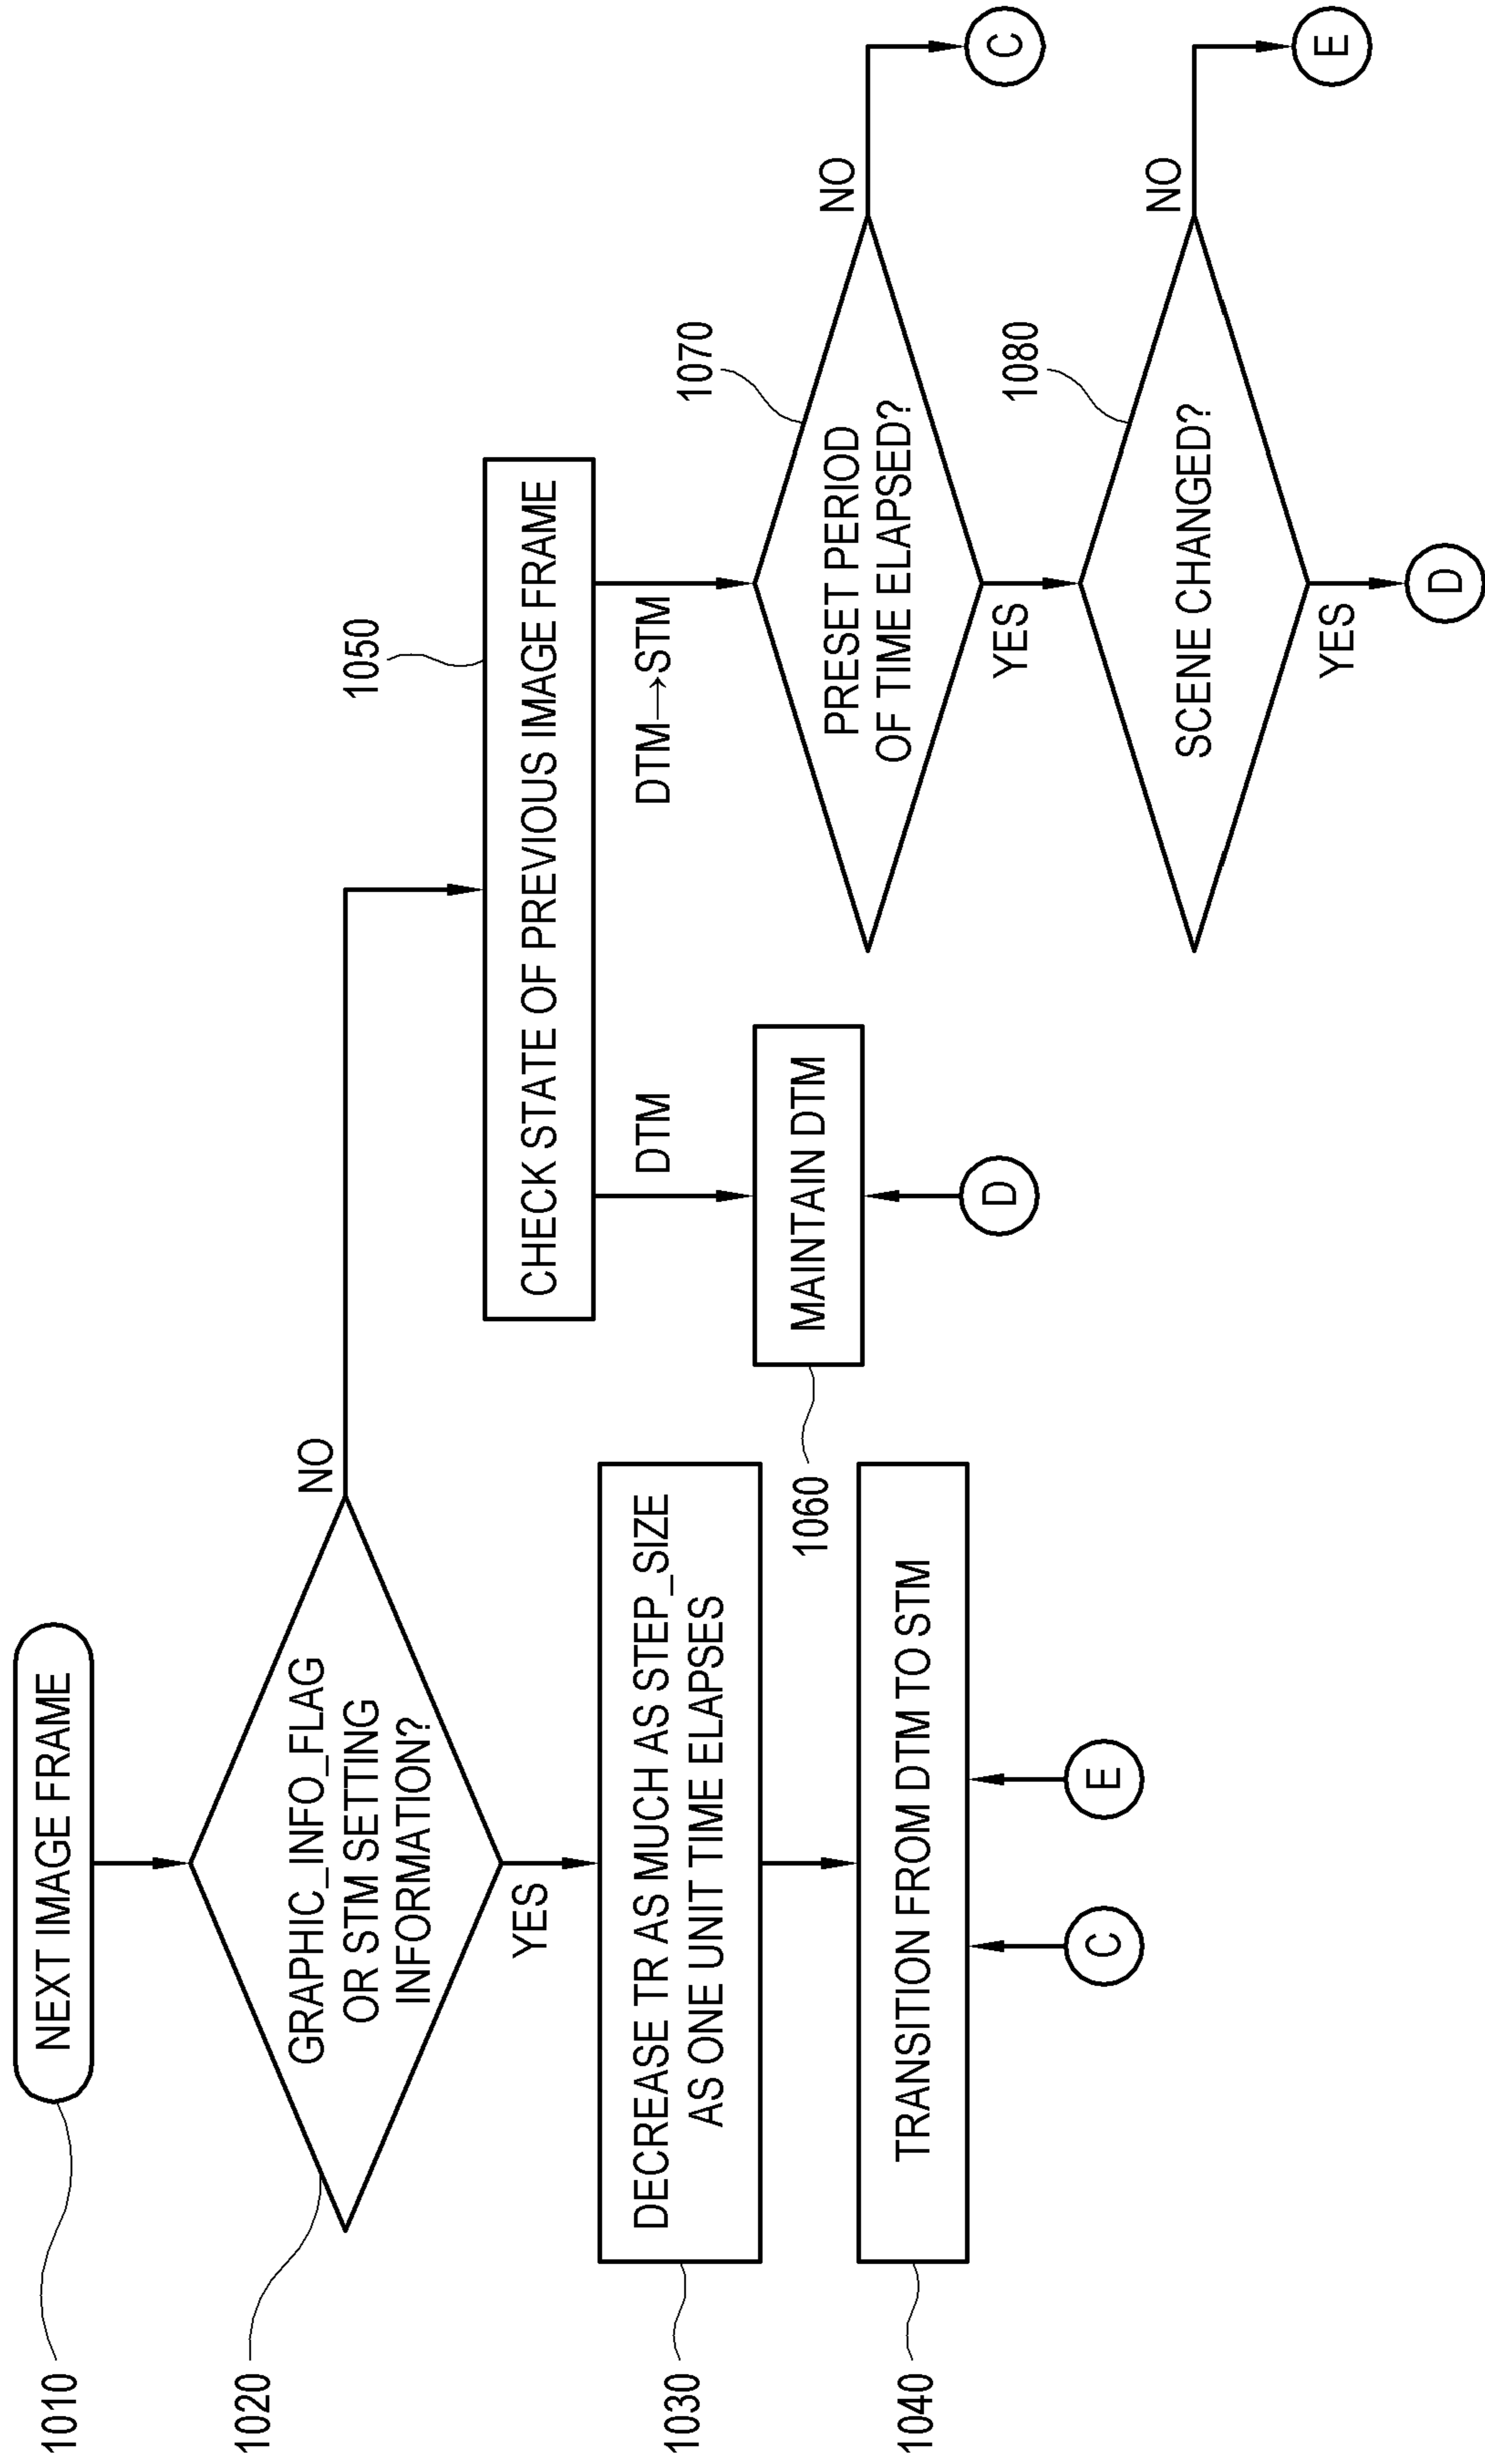 1010
NEXT IMAGE FRAME
1020
GRAPHIC_INFO_FLAG
OR STM SETTING
INFORMATION?
NO
YES
1030
DECREASE TR AS MUCH AS STEP_SIZE
AS ONE UNIT TIME ELAPSES
1040
TRANSITION FROM DTM TO STM
C
E
1050
CHECK STATE OF PREVIOUS IMAGE FRAME
DTM
DTM→STM
1060
MAINTAIN DTM
D
1070
PRESET PERIOD
OF TIME ELAPSED?
NO
C
YES
1080
SCENE CHANGED?
NO
E
YES
D